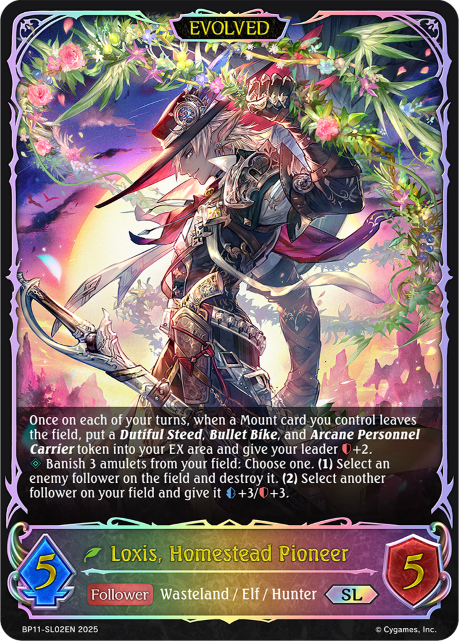 EVOLVED
Once on each of your turns, when a Mount card you control leaves
the field, put a Dutiful Steed, Bullet Bike, and Arcane Personnel
Carrier token into your EX area and give your leader +2.
Banish 3 amulets from your field: Choose one. (1) Select an
enemy follower on the field and destroy it. (2) Select another
follower on your field and give it +3/+3.
5
Loxis, Homestead Pioneer
5
Follower Wasteland / Elf / Hunter SL
BP11-SL02EN 2025 © Cygames, Inc.